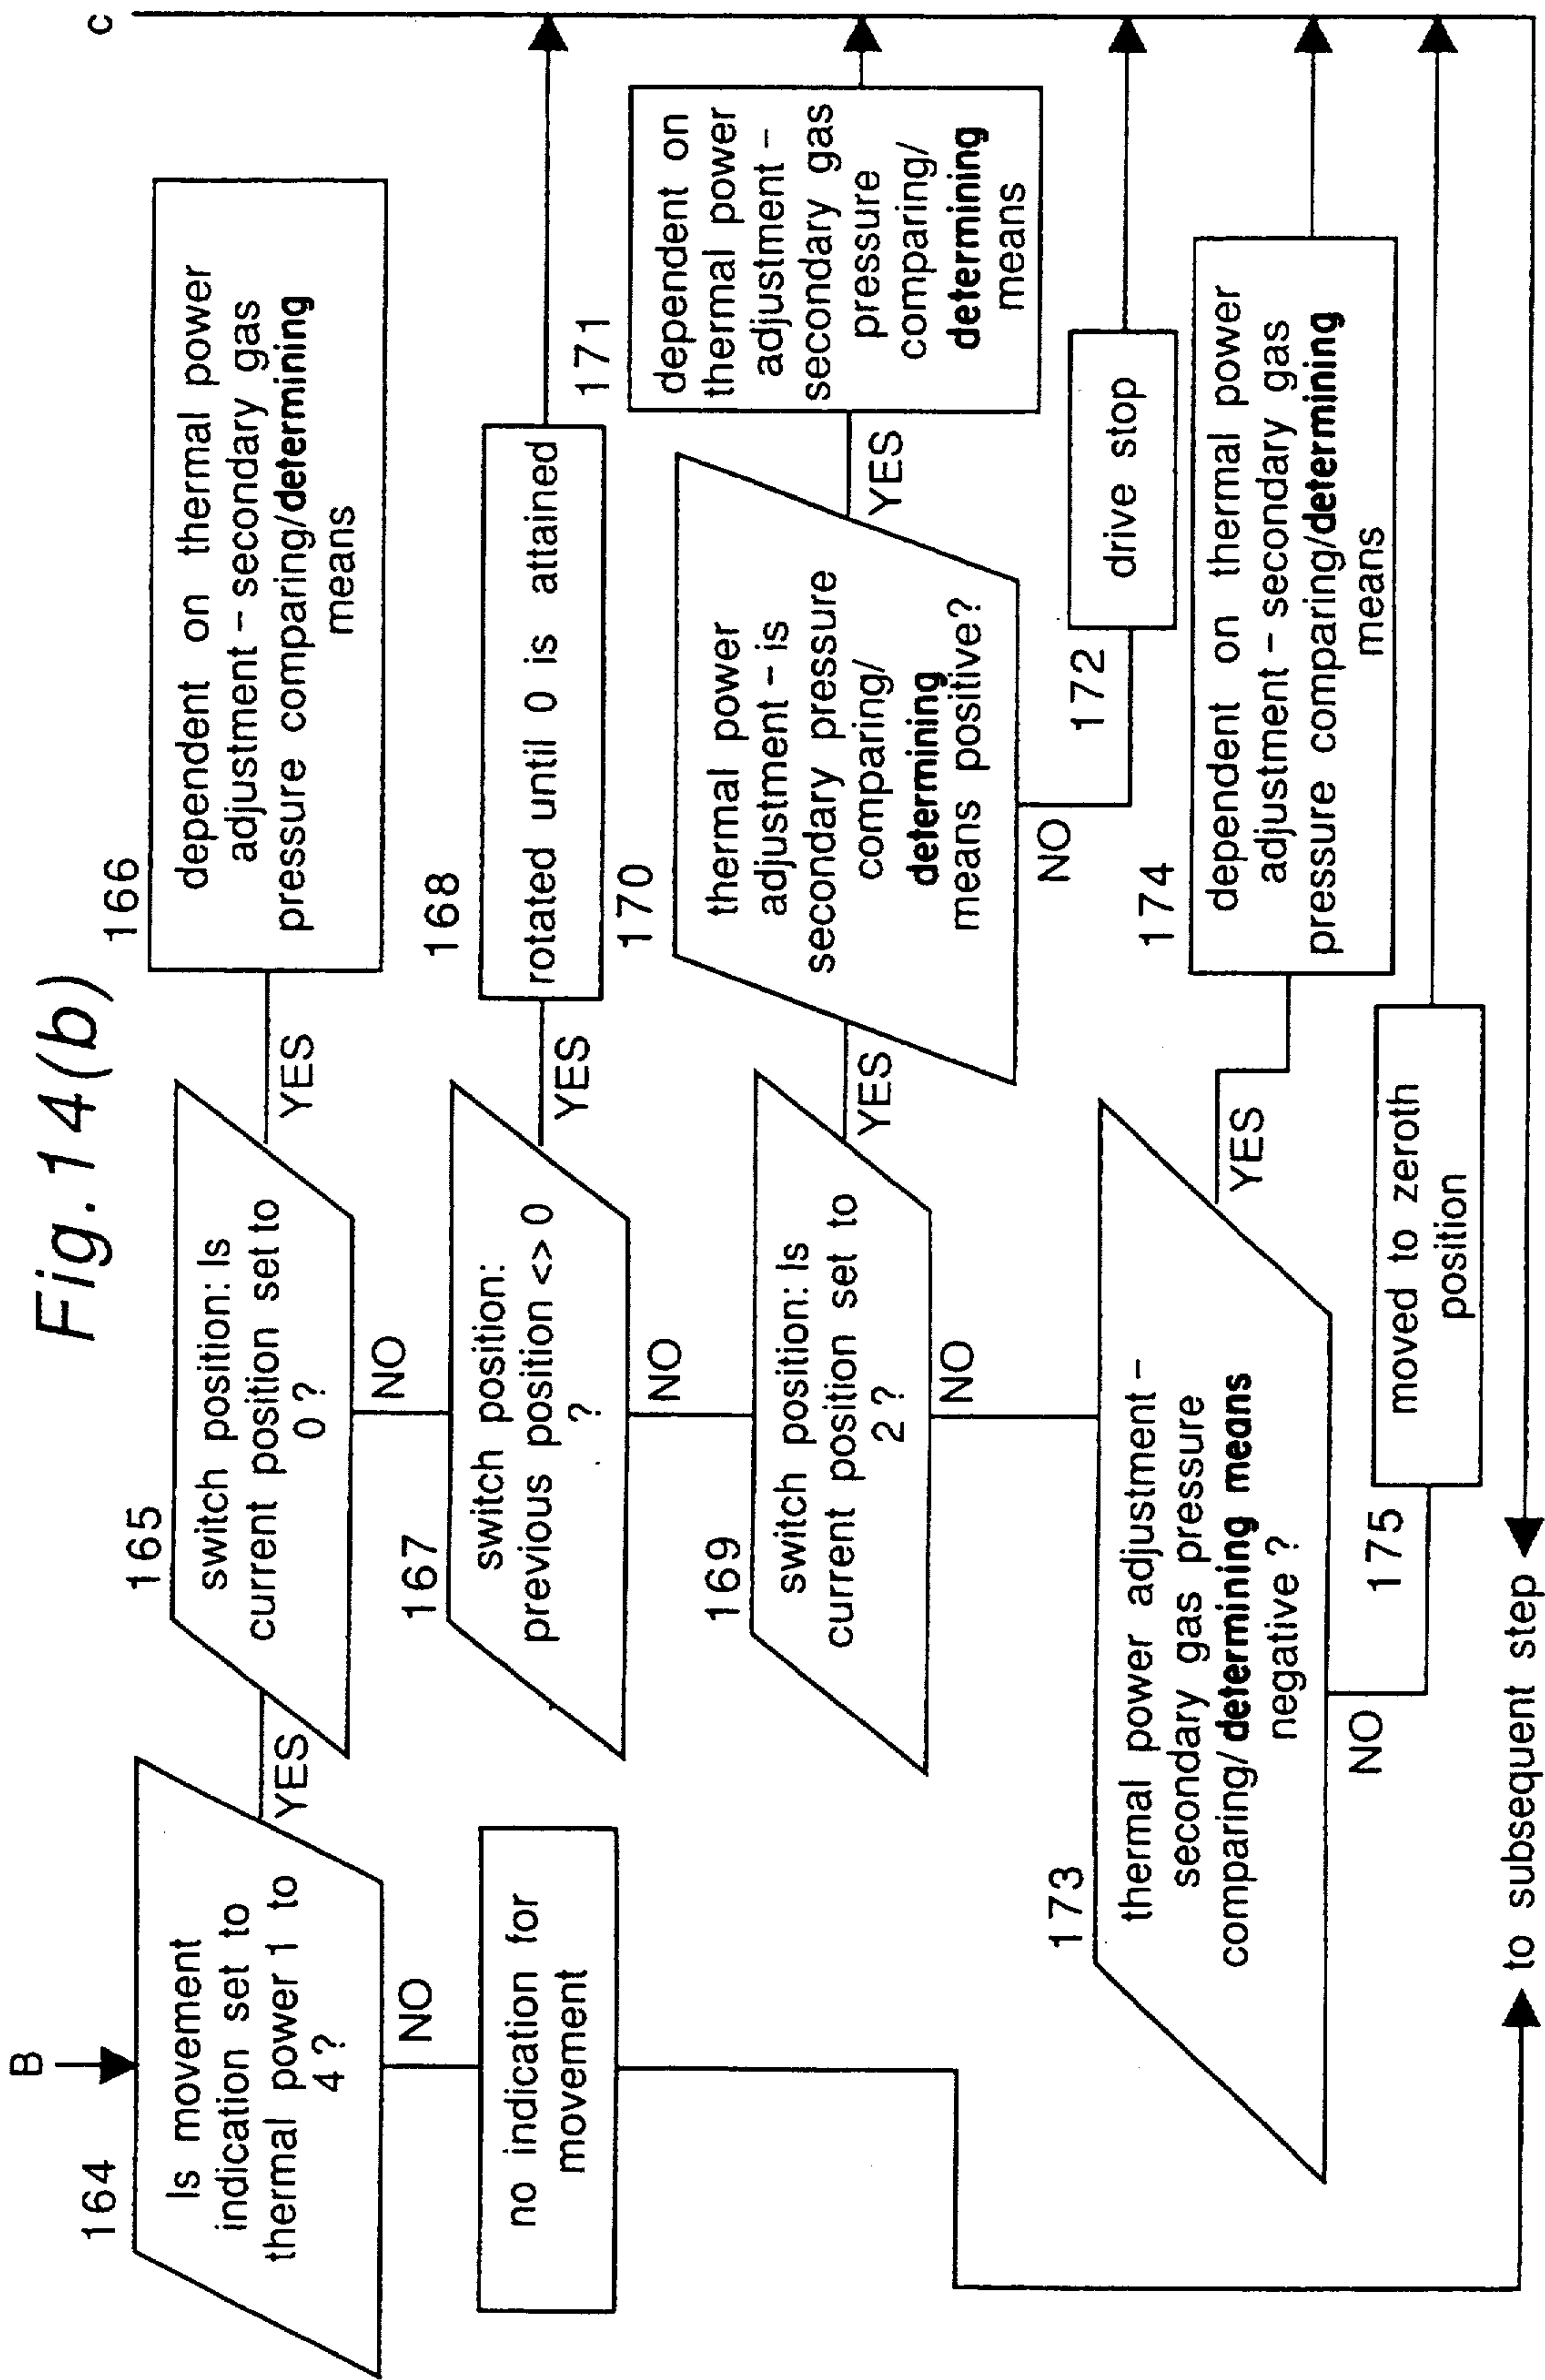 Fig.14(b)
B
c
164
Is movement
indication set to
thermal power 1 to
4 ?
YES
NO
no indication for
movement
165
switch position: Is
current position set to
0 ?
YES
NO
166
dependent on thermal power
adjustment – secondary gas
pressure comparing/determining
means
167
switch position:
previous position <> 0
?
YES
NO
168
rotated until 0 is attained
169
switch position: Is
current position set to
2 ?
YES
NO
170
thermal power
adjustment – is
secondary pressure
comparing/
determining
means positive?
YES
NO
171
dependent on
thermal power
adjustment –
secondary gas
pressure
comparing/
determining
means
172
drive stop
173
thermal power adjustment –
secondary gas pressure
comparing/ determining means
negative ?
YES
NO
174
dependent on thermal power
adjustment – secondary gas
pressure comparing/determining
means
175
moved to zeroth
position
to subsequent step